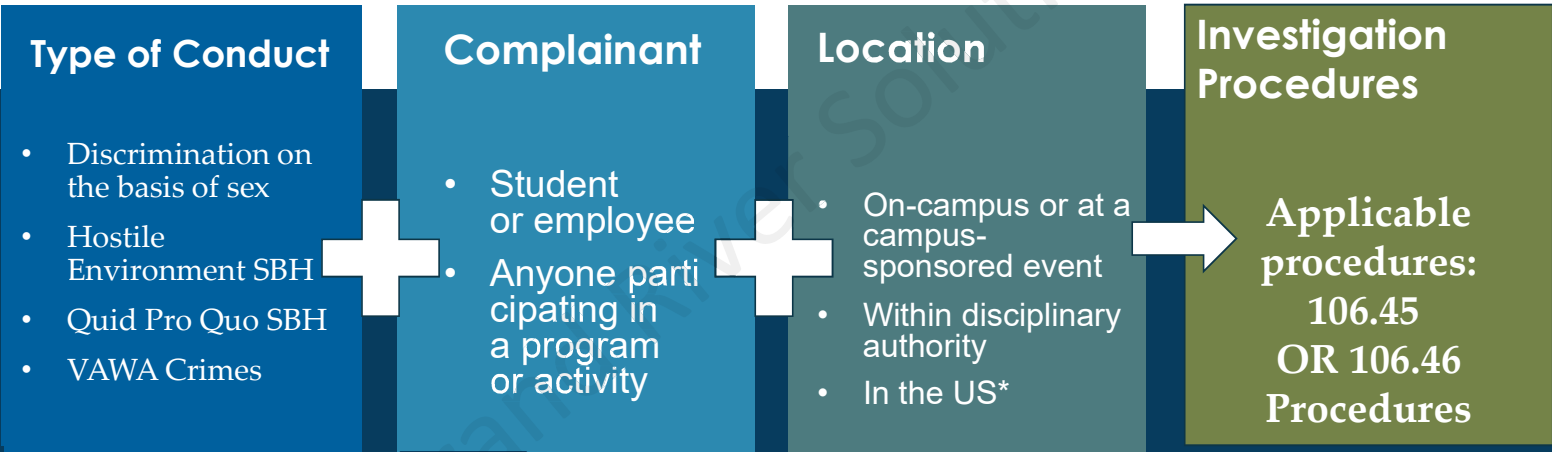 Type of Conduct
• Discrimination on
the basis of sex
• Hostile
Environment SBH
• Quid Pro Quo SBH
• VAWA Crimes
Complainant
• Student
or employee
• Anyone parti
cipating in
a program
or activity
Location
• On-campus or at a
campus-
sponsored event
• Within disciplinary
authority
• In the US*
Investigation
Procedures
Applicable
procedures:
106.45
OR 106.46
Procedures
River Soluti